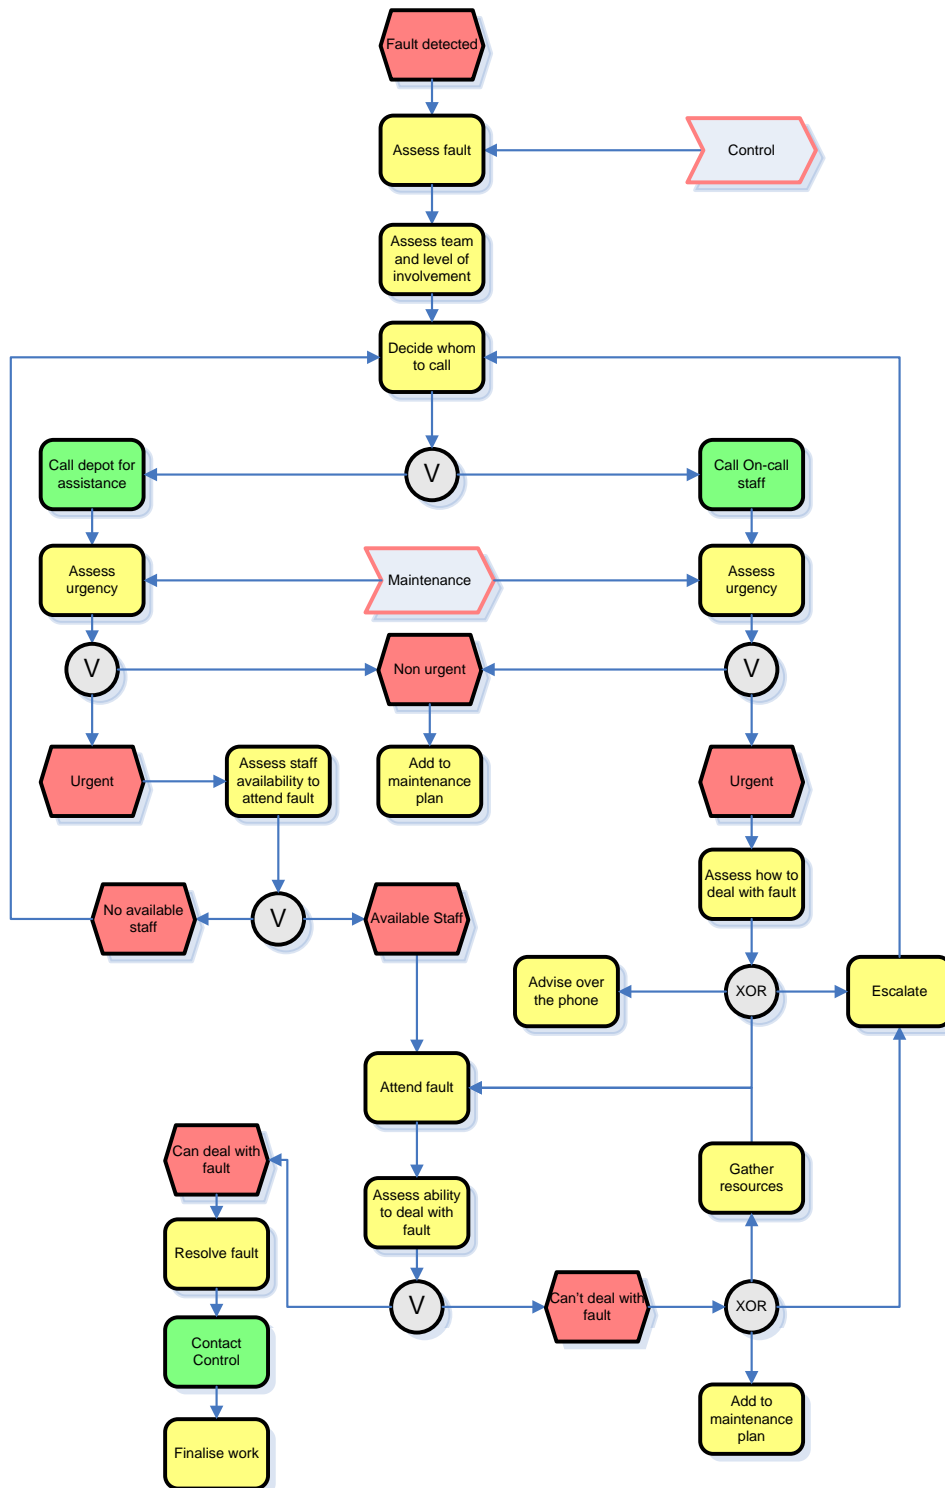 Fault detected
Assess fault
Control
Assess team
and level of
involvement
Decide whom
to call
Call depot for
assistance
V
Call On-call
staff
Assess
urgency
Maintenance
Assess
urgency
V
Non urgent
V
Urgent
Assess staff
availability to
attend fault
Add to
maintenance
plan
Urgent
Assess how to
deal with fault
No available
staff
V
Available Staff
Advise over
the phone
XOR
Escalate
Attend fault
Can deal with
fault
Gather
resources
Assess ability
to deal with
fault
Resolve fault
V
Can't deal with
fault
XOR
Contact
Control
Add to
maintenance
plan
Finalise work